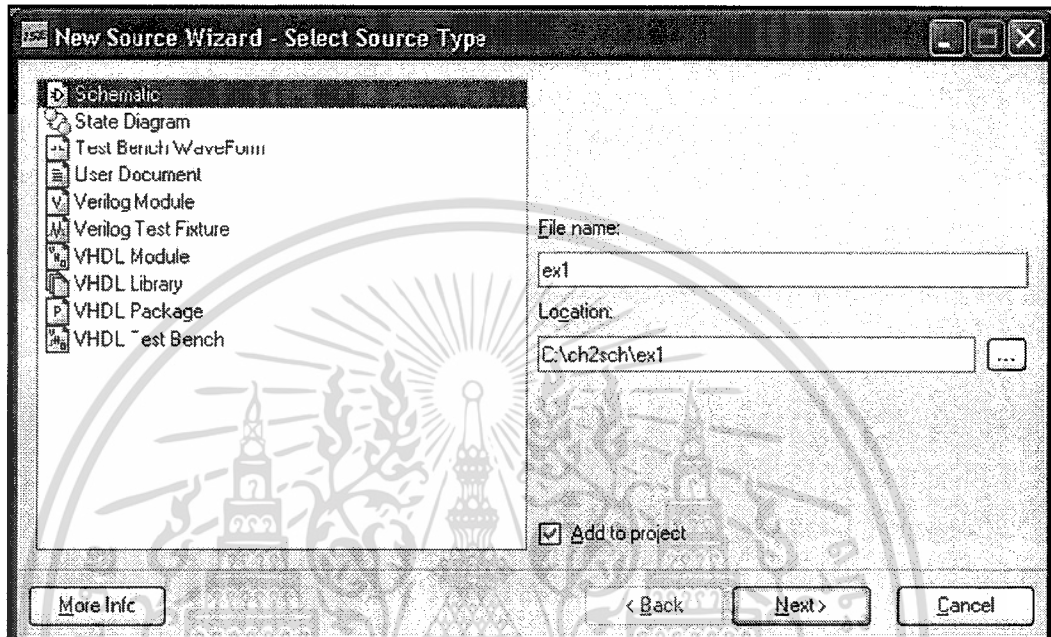 ISE New Source Wizard - Select Source Type
Schematic
State Diagram
Test Bench WaveForm
User Document
Verilog Module
Verilog Test Fixture
VHDL Module
VHDL Library
VHDL Package
VHDL Test Bench
File name:
ex1
Location:
C:\ch2sch\ex1
...
Add to project
More Info
< Back
Next >
Cancel